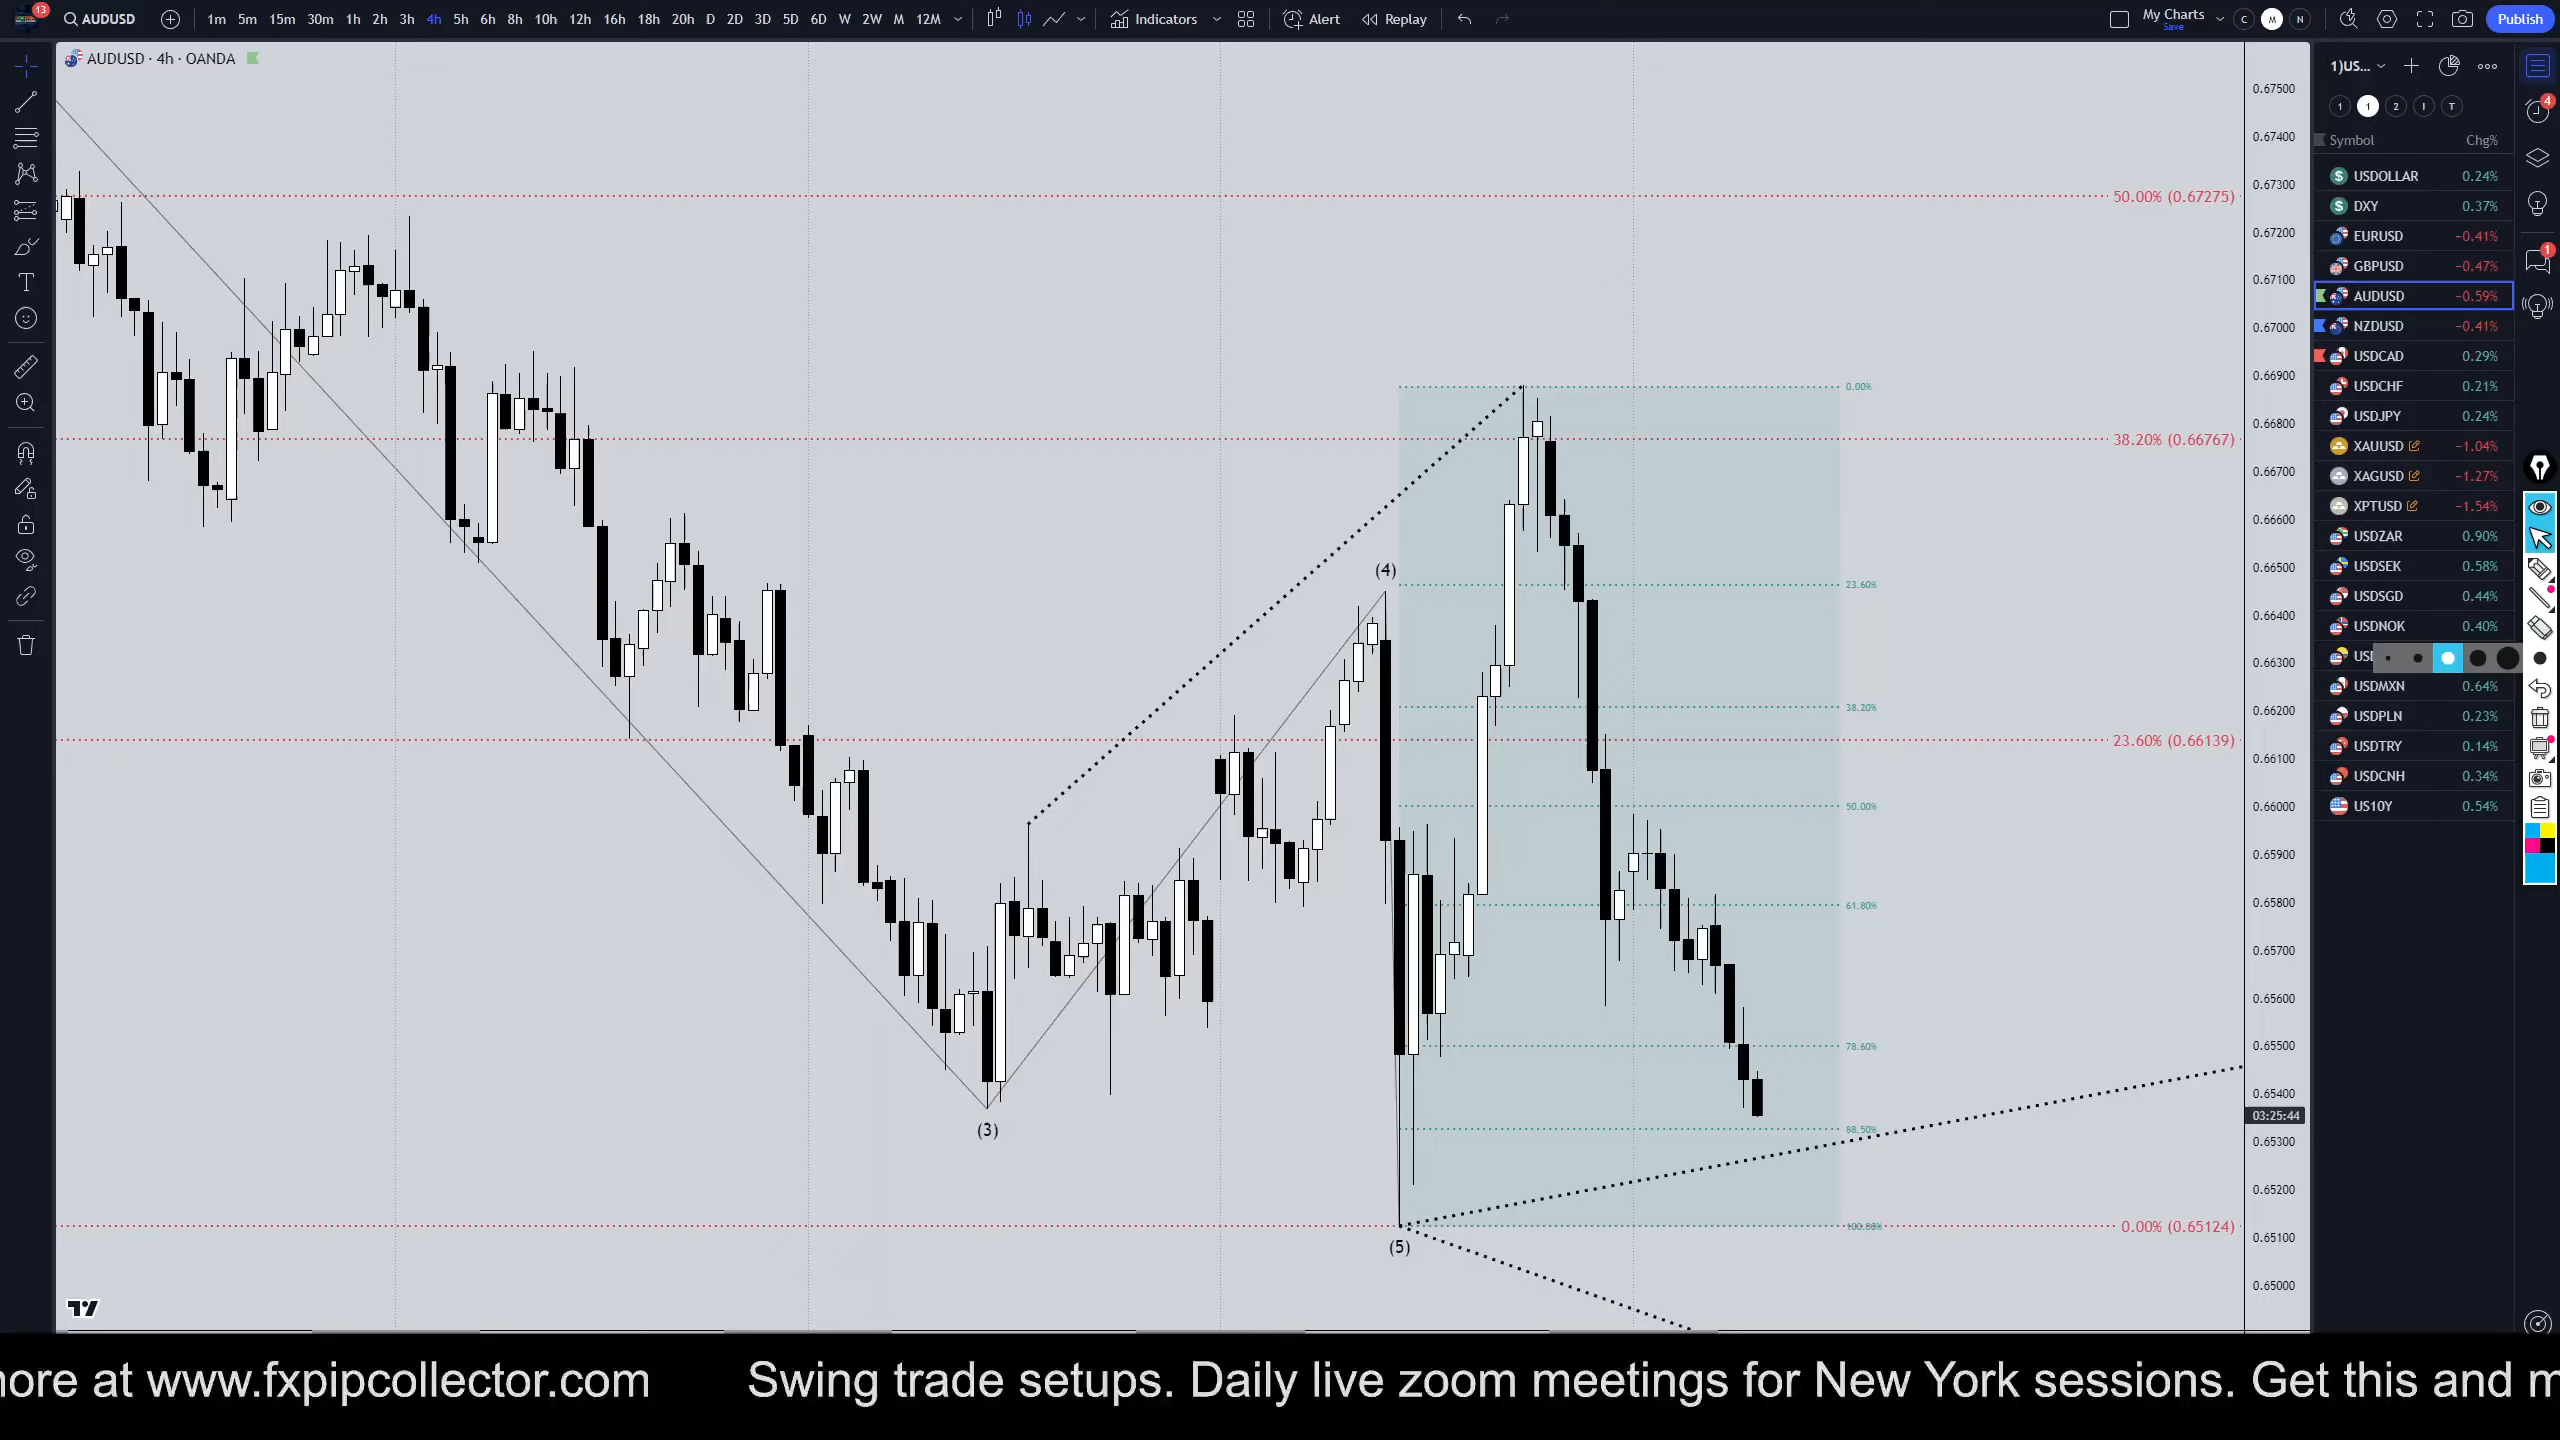 13
AUDUSD
1m 5m 15m 30m 1h 2h 3h 4h 5h 6h 8h 10h 12h 16h 18h 20h D 2D 3D 5D 6D W 2W M 12M
Indicators
Alert
Replay
My Charts
Save
C M N
Publish
AUDUSD · 4h · OANDA
1)US...
1 1 2 I T
Symbol Chg%
USDOLLAR 0.24%
DXY 0.37%
EURUSD −0.41%
GBPUSD −0.47%
AUDUSD −0.59%
NZDUSD −0.41%
USDCAD 0.29%
USDCHF 0.21%
USDJPY 0.24%
XAUUSD −1.04%
XAGUSD −1.27%
XPTUSD −1.54%
USDZAR 0.90%
USDSEK 0.58%
USDSGD 0.44%
USDNOK 0.40%
USDMXN 0.64%
USDPLN 0.23%
USDTRY 0.14%
USDCNH 0.34%
US10Y 0.54%
4
1
0.67500
0.67400
0.67300
0.67200
0.67100
0.67000
0.66900
0.66800
0.66700
0.66600
0.66500
0.66400
0.66300
0.66200
0.66100
0.66000
0.65900
0.65800
0.65700
0.65600
0.65500
0.65400
03:25:44
0.65300
0.65200
0.65100
0.65000
50.00% (0.67275)
38.20% (0.66767)
23.60% (0.66139)
0.00% (0.65124)
0.00%
23.60%
38.20%
50.00%
61.80%
78.60%
88.50%
100.00%
(4)
(3)
(5)
more at www.fxpipcollector.com Swing trade setups. Daily live zoom meetings for New York sessions. Get this and m